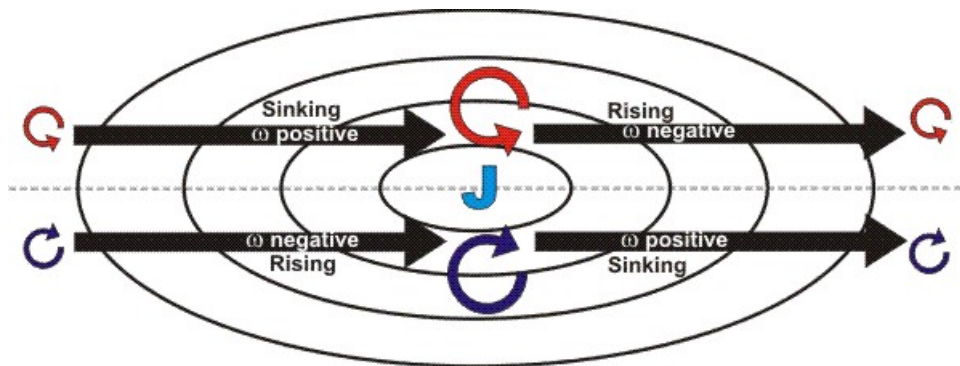 Sinking
Rising
ω positive
ω negative
J
ω negative
ω positive
Rising
Sinking